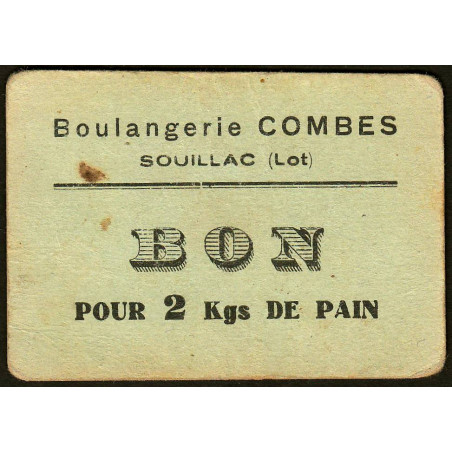 Boulangerie COMBES
SOUILLAC (Lot)
BON
POUR 2 Kgs DE PAIN